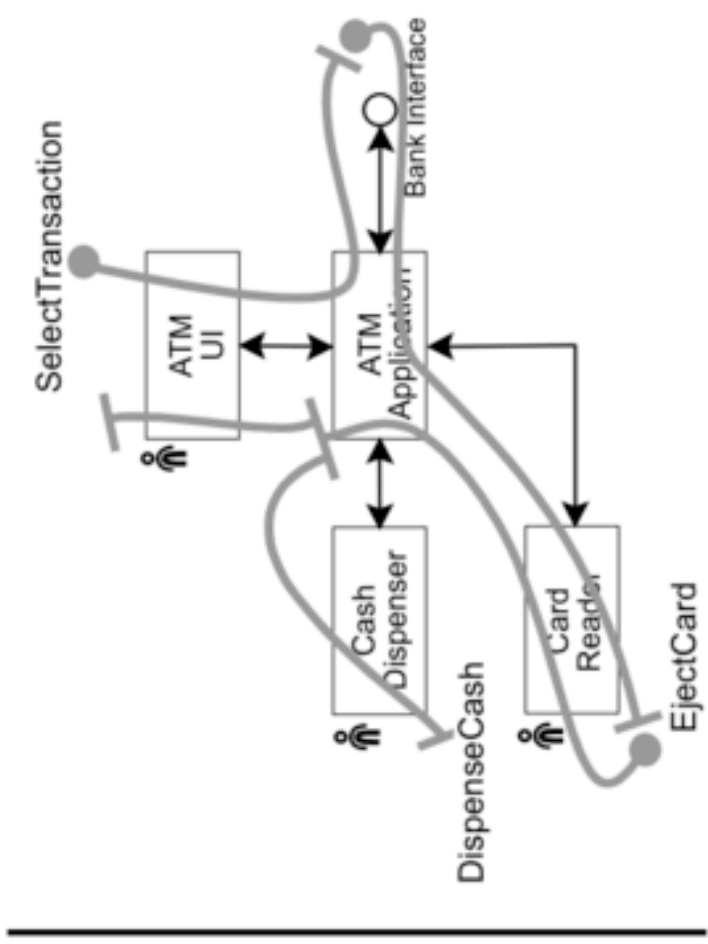 SelectTransaction
ATM
UI
ATM
Application
Bank Interface
Cash
Dispenser
DispenseCash
Card
Reader
EjectCard